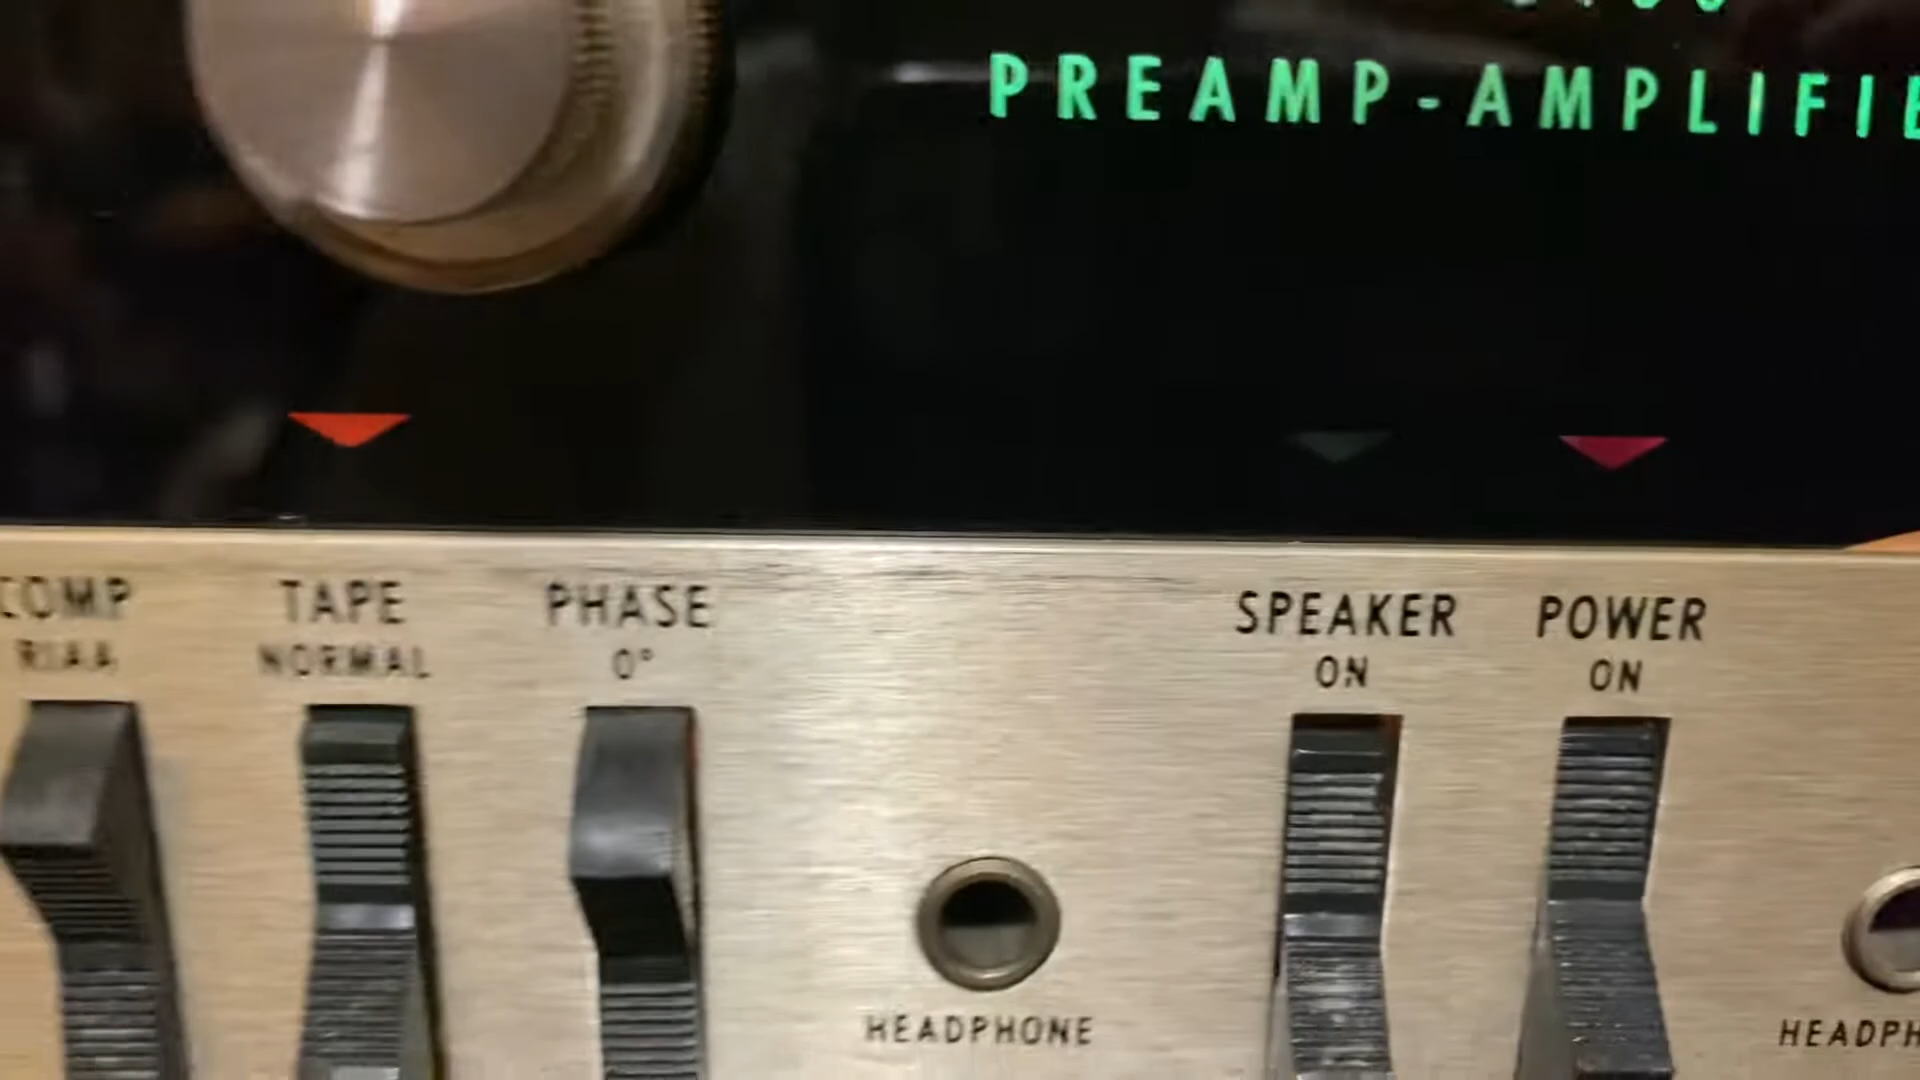 PREAMP-AMPLIFIE
COMP TAPE PHASE SPEAKER POWER
RIAA NORMAL 0° ON ON
HEADPHONE HEADPH